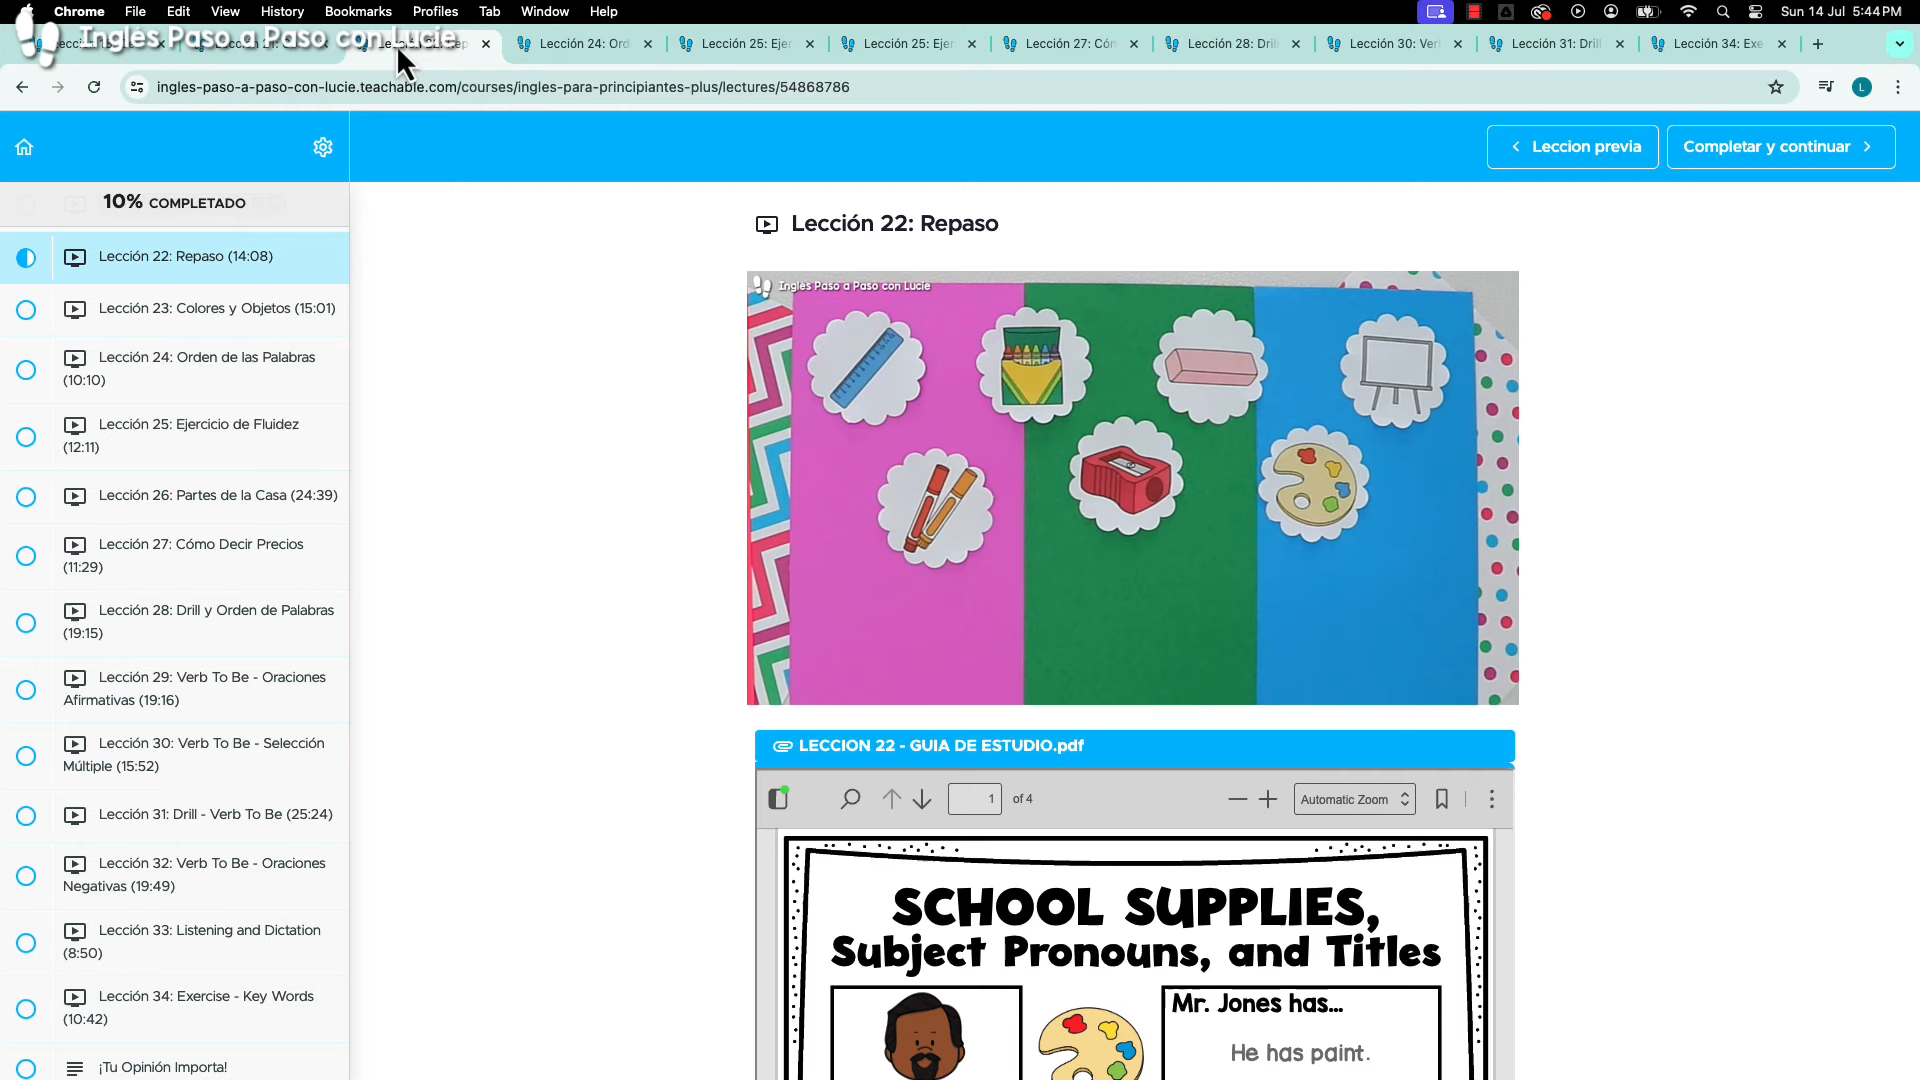 Chrome File Edit View History Bookmarks Profiles Tab Window Help
Sun 14 Jul 5:44 PM
Inglés Paso a Paso con Lucie
Lección 24: Ord
Lección 25: Ejer
Lección 25: Ejer
Lección 27: Có
Lección 28: Dril
Lección 30: Ver
Lección 31: Dril
Lección 34: Exe
ingles-paso-a-paso-con-lucie.teachable.com/courses/ingles-para-principiantes-plus/lectures/54868786
L
Leccion previa
Completar y continuar
10% COMPLETADO
Lección 22: Repaso (14:08)
Lección 23: Colores y Objetos (15:01)
Lección 24: Orden de las Palabras
(10:10)
Lección 25: Ejercicio de Fluidez
(12:11)
Lección 26: Partes de la Casa (24:39)
Lección 27: Cómo Decir Precios
(11:29)
Lección 28: Drill y Orden de Palabras
(19:15)
Lección 29: Verb To Be - Oraciones
Afirmativas (19:16)
Lección 30: Verb To Be - Selección
Múltiple (15:52)
Lección 31: Drill - Verb To Be (25:24)
Lección 32: Verb To Be - Oraciones
Negativas (19:49)
Lección 33: Listening and Dictation
(8:50)
Lección 34: Exercise - Key Words
(10:42)
¡Tu Opinión Importa!
Lección 22: Repaso
Inglés Paso a Paso con Lucie
LECCION 22 - GUIA DE ESTUDIO.pdf
1 of 4
Automatic Zoom
SCHOOL SUPPLIES,
Subject Pronouns, and Titles
Mr. Jones has...
He has paint.